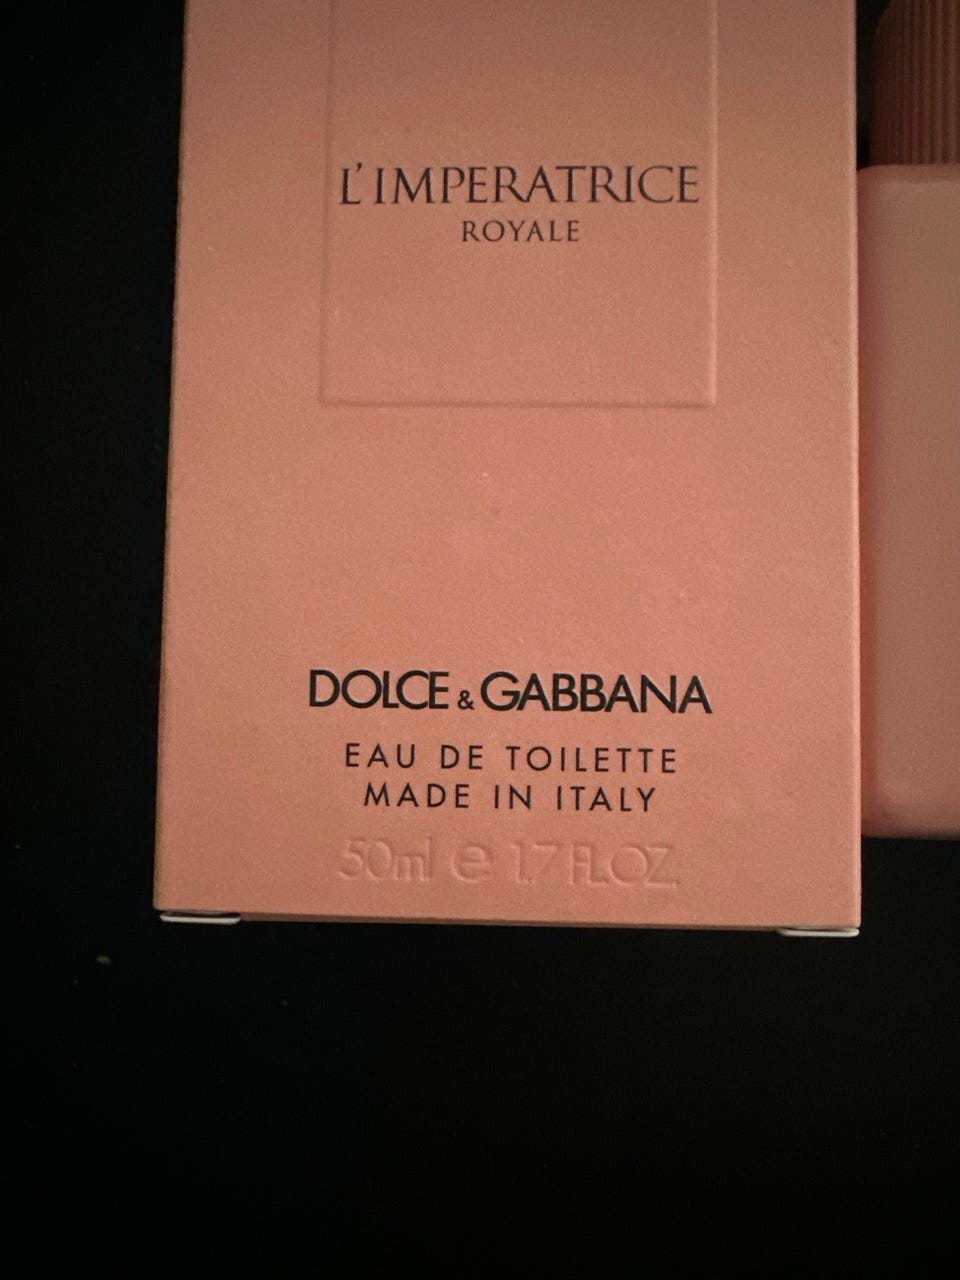 L'IMPERATRICE
ROYALE
DOLCE & GABBANA
EAU DE TOILETTE
MADE IN ITALY
50ml e 1.7 FL.OZ.